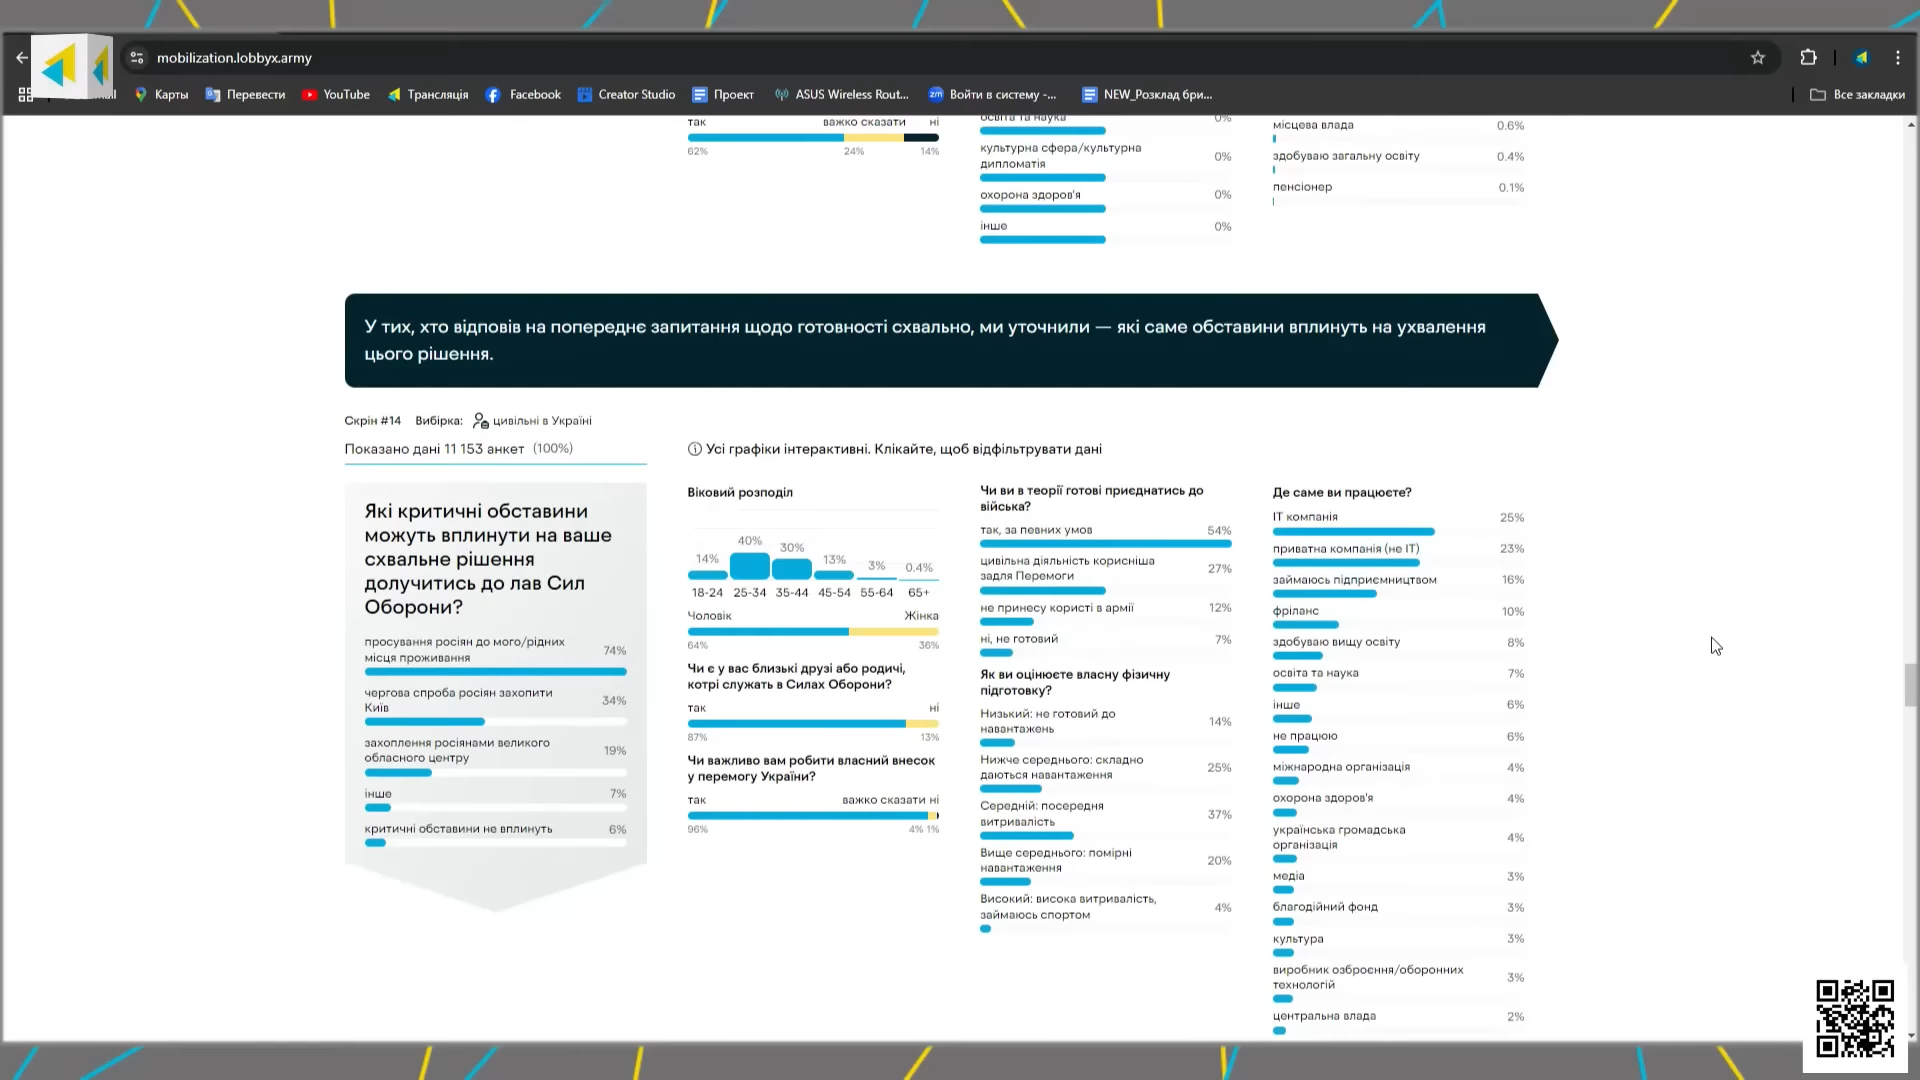 mobilization.lobbyx.army
Карты
Перевести
YouTube
Трансляція
Facebook
Creator Studio
Проект
ASUS Wireless Rout...
Войти в систему -...
NEW_Розклад бри...
Все закладки
так важко сказати ні
62% 24% 14%
освіта та наука 0%
культурна сфера/культурна
дипломатія 0%
охорона здоров'я 0%
інше 0%
місцева влада 0.6%
здобуваю загальну освіту 0.4%
пенсіонер 0.1%
У тих, хто відповів на попереднє запитання щодо готовності схвально, ми уточнили — які саме обставини вплинуть на ухвалення
цього рішення.
Скрін #14 Вибірка: цивільні в Україні
Показано дані 11 153 анкет (100%)
Усі графіки інтерактивні. Клікайте, щоб відфільтрувати дані
Які критичні обставини
можуть вплинути на ваше
схвальне рішення
долучитись до лав Сил
Оборони?
просування росіян до мого/рідних
місця проживання 74%
чергова спроба росіян захопити
Київ 34%
захоплення росіянами великого
обласного центру 19%
інше 7%
критичні обставини не вплинуть 6%
Віковий розподіл
14% 40% 30% 13% 3% 0.4%
18-24 25-34 35-44 45-54 55-64 65+
Чоловік Жінка
64% 36%
Чи є у вас близькі друзі або родичі,
котрі служать в Силах Оборони?
так ні
87% 13%
Чи важливо вам робити власний внесок
у перемогу України?
так важко сказати ні
96% 4% 1%
Чи ви в теорії готові приєднатись до
війська?
так, за певних умов 54%
цивільна діяльність корисніша
задля Перемоги 27%
не принесу користі в армії 12%
ні, не готовий 7%
Як ви оцінюєте власну фізичну
підготовку?
Низький: не готовий до
навантажень 14%
Нижче середнього: складно
даються навантаження 25%
Середній: посередня
витривалість 37%
Вище середнього: помірні
навантаження 20%
Високий: висока витривалість,
займаюсь спортом 4%
Де саме ви працюєте?
IT компанія 25%
приватна компанія (не IT) 23%
займаюсь підприємництвом 16%
фріланс 10%
здобуваю вищу освіту 8%
освіта та наука 7%
інше 6%
не працюю 6%
міжнародна організація 4%
охорона здоров'я 4%
українська громадська
організація 4%
медіа 3%
благодійний фонд 3%
культура 3%
виробник озброєння/оборонних
технологій 3%
центральна влада 2%